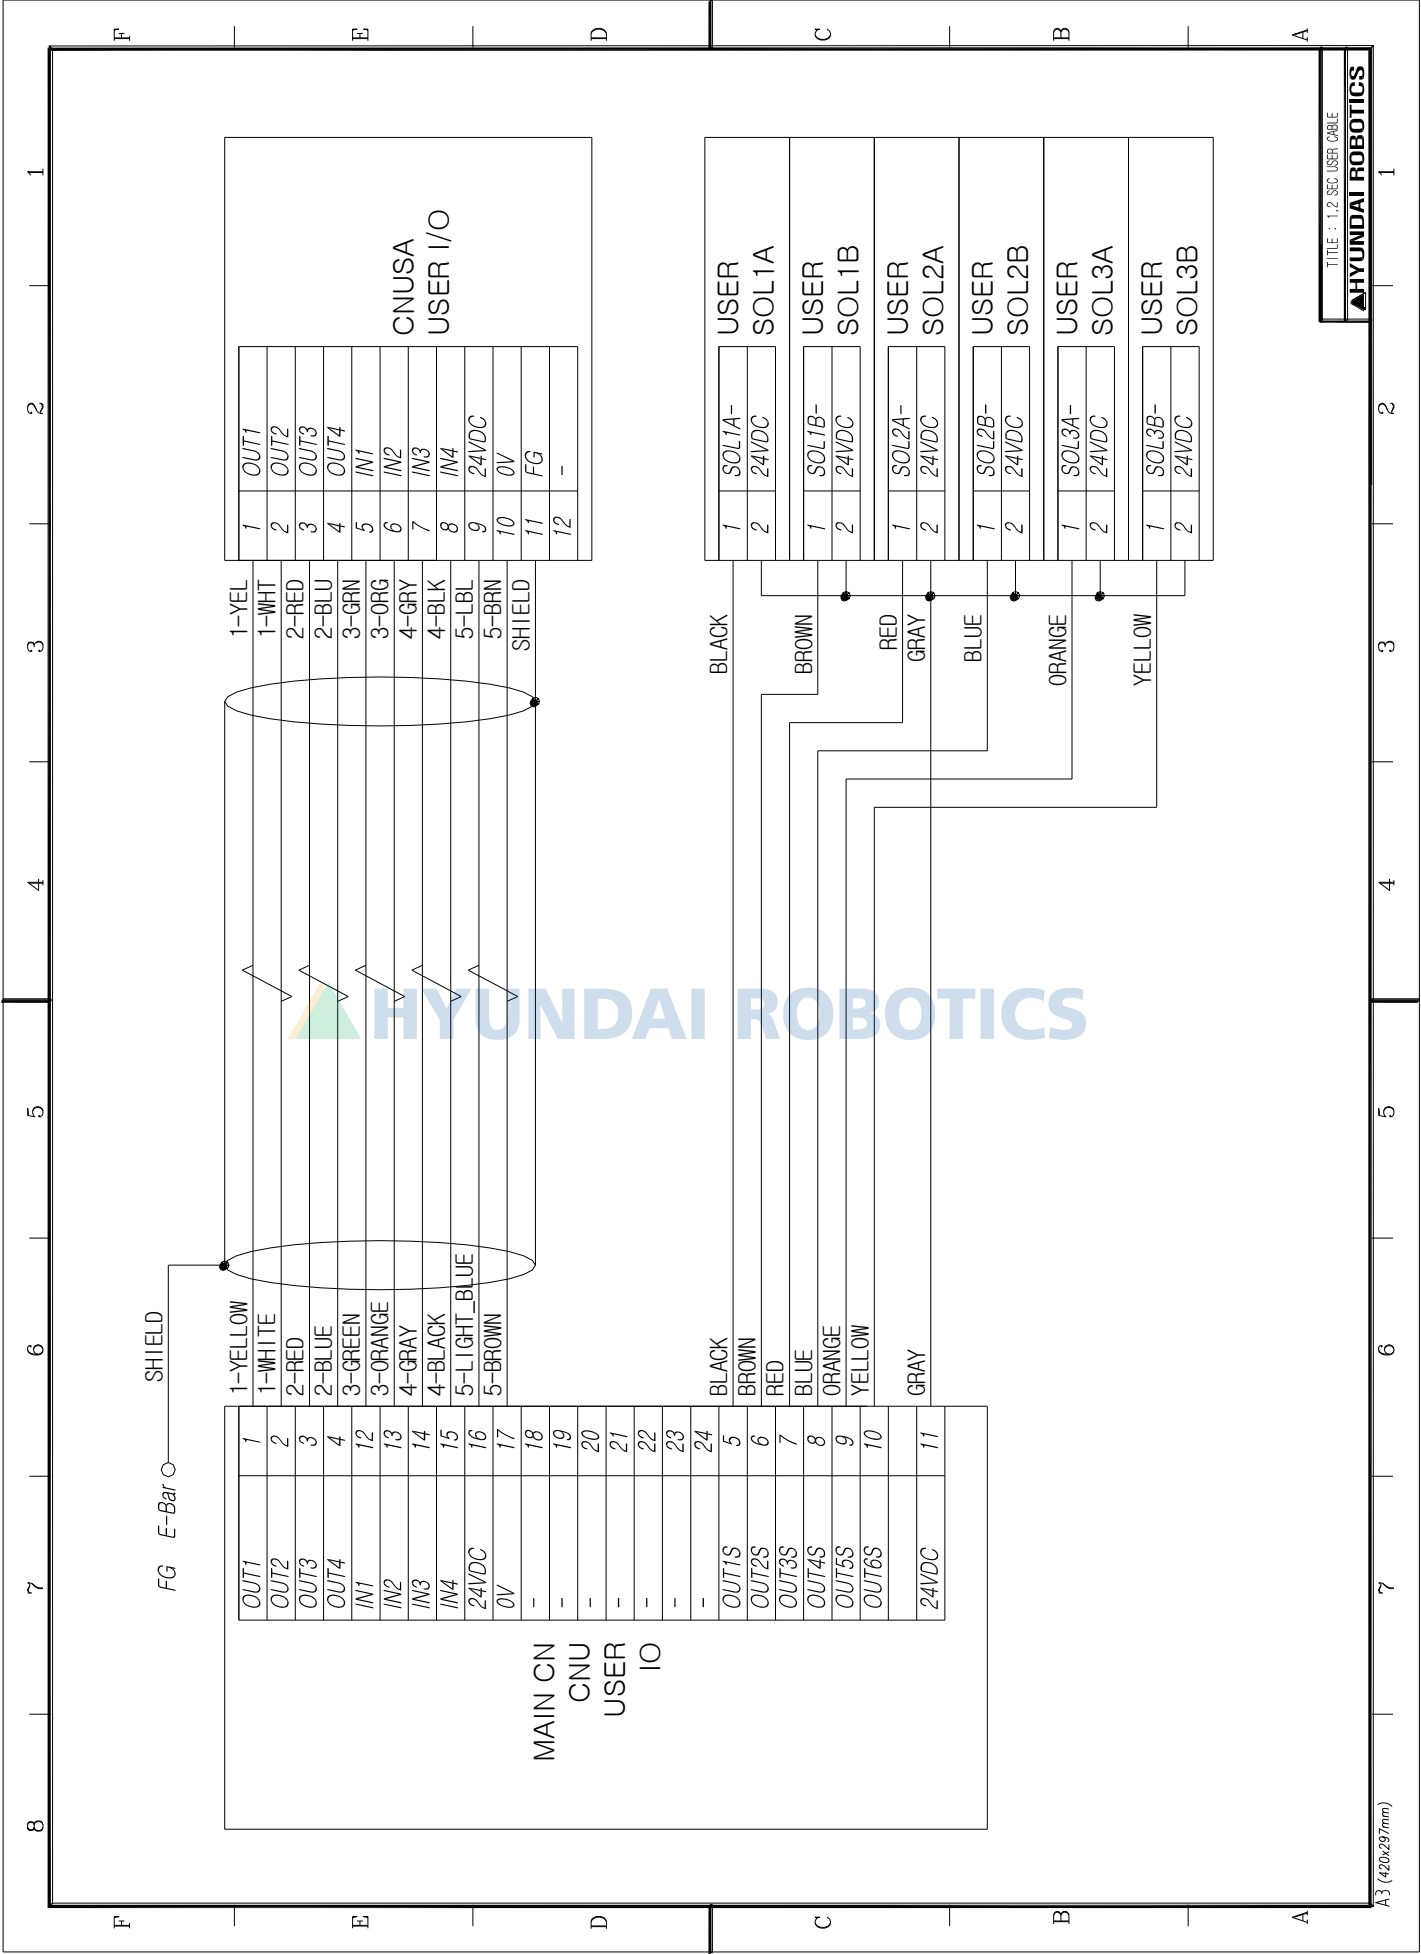 F
E
D
C
B
A
8
7
6
5
4
3
2
1
FG E-Bar
SHIELD
OUT1 1 1-YELLOW
OUT2 2 1-WHITE
OUT3 3 2-RED
OUT4 4 2-BLUE
IN1 12 3-GREEN
IN2 13 3-ORANGE
IN3 14 4-GRAY
IN4 15 4-BLACK
24VDC 16 5-LIGHT_BLUE
0V 17 5-BROWN
- 18
- 19
- 20
- 21
- 22
- 23
- 24
OUT1S 5 BLACK
OUT2S 6 BROWN
OUT3S 7 RED
OUT4S 8 BLUE
OUT5S 9 ORANGE
OUT6S 10 YELLOW
24VDC 11 GRAY
MAIN CN
CNU
USER
IO
HYUNDAI ROBOTICS
1-YEL 1 OUT1
1-WHT 2 OUT2
2-RED 3 OUT3
2-BLU 4 OUT4
3-GRN 5 IN1
3-ORG 6 IN2
4-GRY 7 IN3
4-BLK 8 IN4
5-LBL 9 24VDC
5-BRN 10 0V
SHIELD 11 FG
12 -
CNUSA
USER I/O
BLACK 1 SOL1A- USER
2 24VDC SOL1A
BROWN 1 SOL1B- USER
2 24VDC SOL1B
RED 1 SOL2A- USER
GRAY 2 24VDC SOL2A
BLUE 1 SOL2B- USER
2 24VDC SOL2B
ORANGE 1 SOL3A- USER
2 24VDC SOL3A
YELLOW 1 SOL3B- USER
2 24VDC SOL3B
TITLE : 1,2 SEC USER CABLE
HYUNDAI ROBOTICS
8
7
6
5
4
3
2
1
F
E
D
C
B
A
A3 (420x297mm)